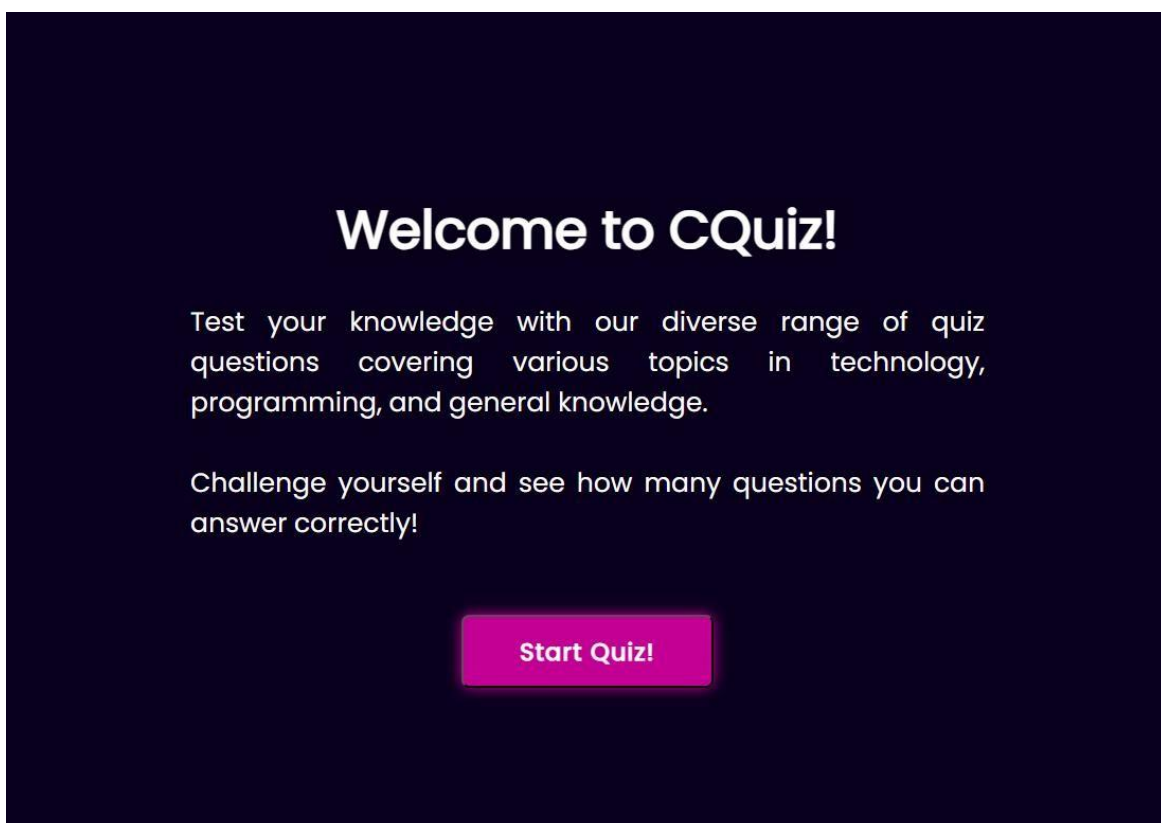 Welcome to CQuiz!
Test your knowledge with our diverse range of quiz
questions covering various topics in technology,
programming, and general knowledge.
Challenge yourself and see how many questions you can
answer correctly!
Start Quiz!